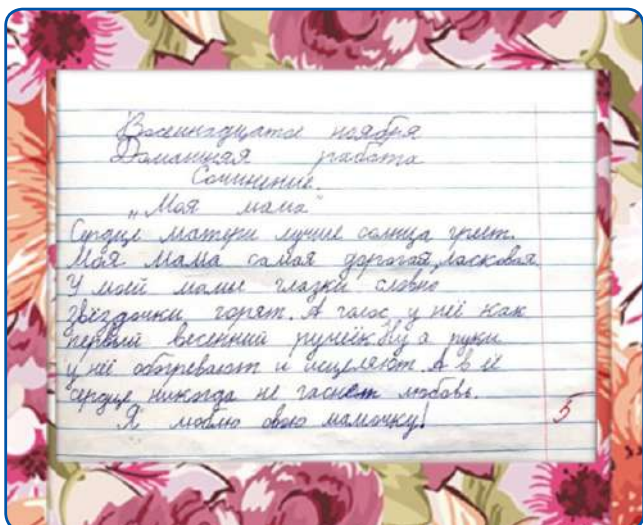 Восемнадцатое ноября
Домашняя работа
Сочинение.
„Моя мама"
Сердце матери лучше солнца греет.
Моя мама самая дорогая, ласковая.
У моей мамы глазки словно
звёздочки горят. А голос у неё как
первый весенний ручеёк. Ну а руки
у неё обогревают и исцеляют. А в её
сердце никогда не гаснет любовь.
Я люблю свою мамочку!
5